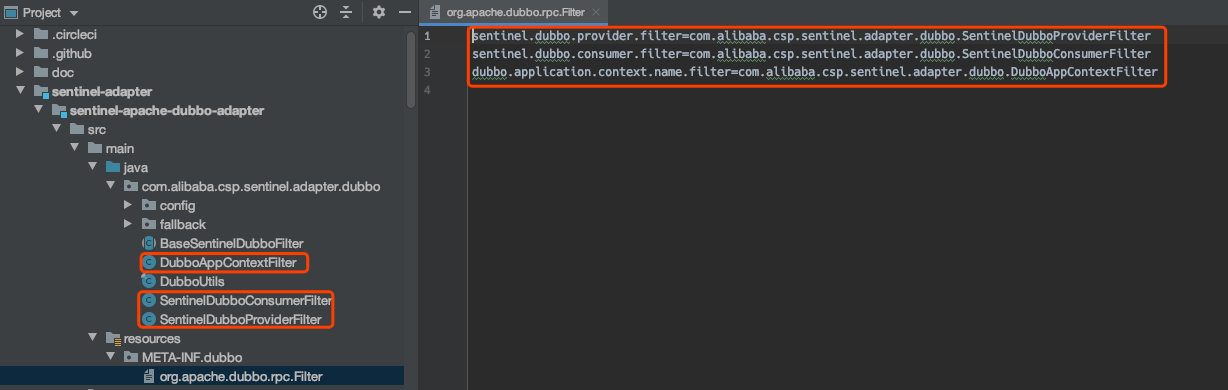 Project
.circleci
.github
doc
sentinel-adapter
sentinel-apache-dubbo-adapter
src
main
java
com.alibaba.csp.sentinel.adapter.dubbo
config
fallback
BaseSentinelDubboFilter
DubboAppContextFilter
DubboUtils
SentinelDubboConsumerFilter
SentinelDubboProviderFilter
resources
META-INF.dubbo
org.apache.dubbo.rpc.Filter
org.apache.dubbo.rpc.Filter
1 sentinel.dubbo.provider.filter=com.alibaba.csp.sentinel.adapter.dubbo.SentinelDubboProviderFilter
2 sentinel.dubbo.consumer.filter=com.alibaba.csp.sentinel.adapter.dubbo.SentinelDubboConsumerFilter
3 dubbo.application.context.name.filter=com.alibaba.csp.sentinel.adapter.dubbo.DubboAppContextFilter
4